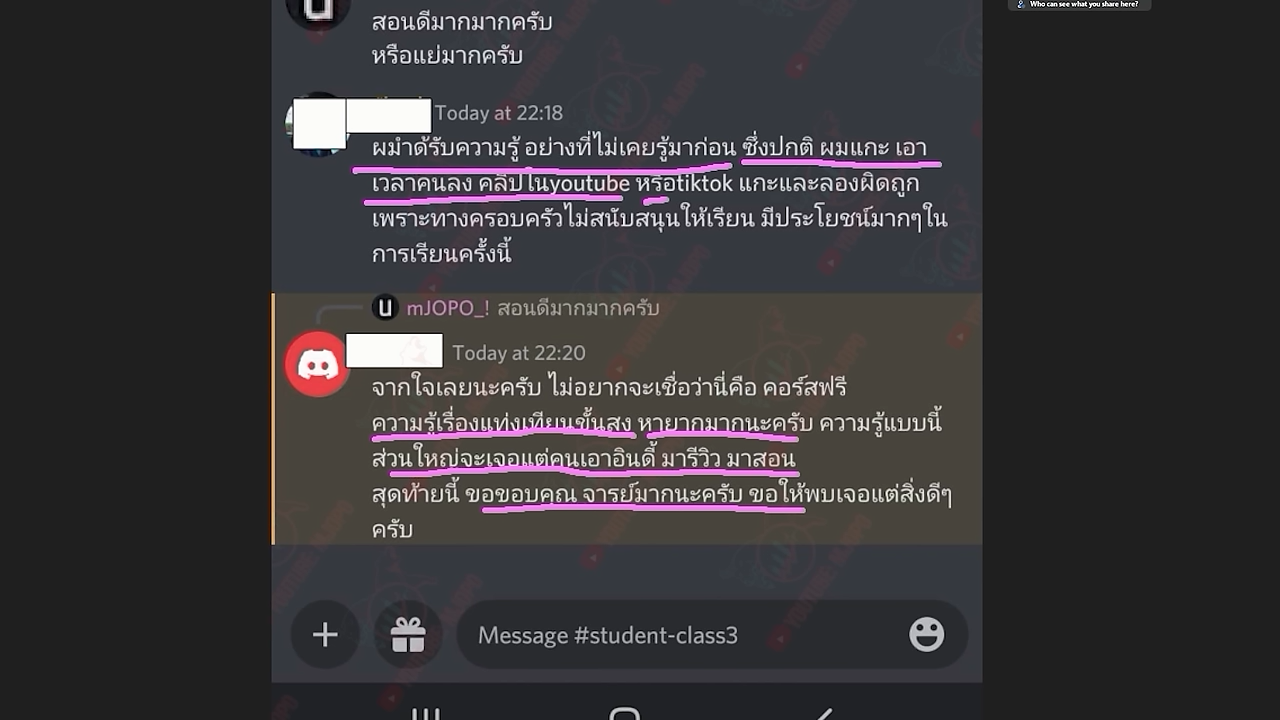 Who can see what you share here?
สอนดีมากมากครับ
หรือแย่มากครับ
Today at 22:18
ผมำด้รับความรู้ อย่างที่ไม่เคยรู้มาก่อน ซึ่งปกติ ผมแกะ เอา
เวลาคนลง คลิปในyoutube หรือtiktok แกะและลองผิดถูก
เพราะทางครอบครัวไม่สนับสนุนให้เรียน มีประโยชน์มากๆใน
การเรียนครั้งนี้
mJOPO_! สอนดีมากมากครับ
Today at 22:20
จากใจเลยนะครับ ไม่อยากจะเชื่อว่านี่คือ คอร์สฟรี
ความรู้เรื่องแท่งเทียนขั้นสูง หายากมากนะครับ ความรู้แบบนี้
ส่วนใหญ่จะเจอแต่คนเอาอินดี้ มารีวิว มาสอน
สุดท้ายนี้ ขอขอบคุณ จารย์มากนะครับ ขอให้พบเจอแต่สิ่งดีๆ
ครับ
Message #student-class3